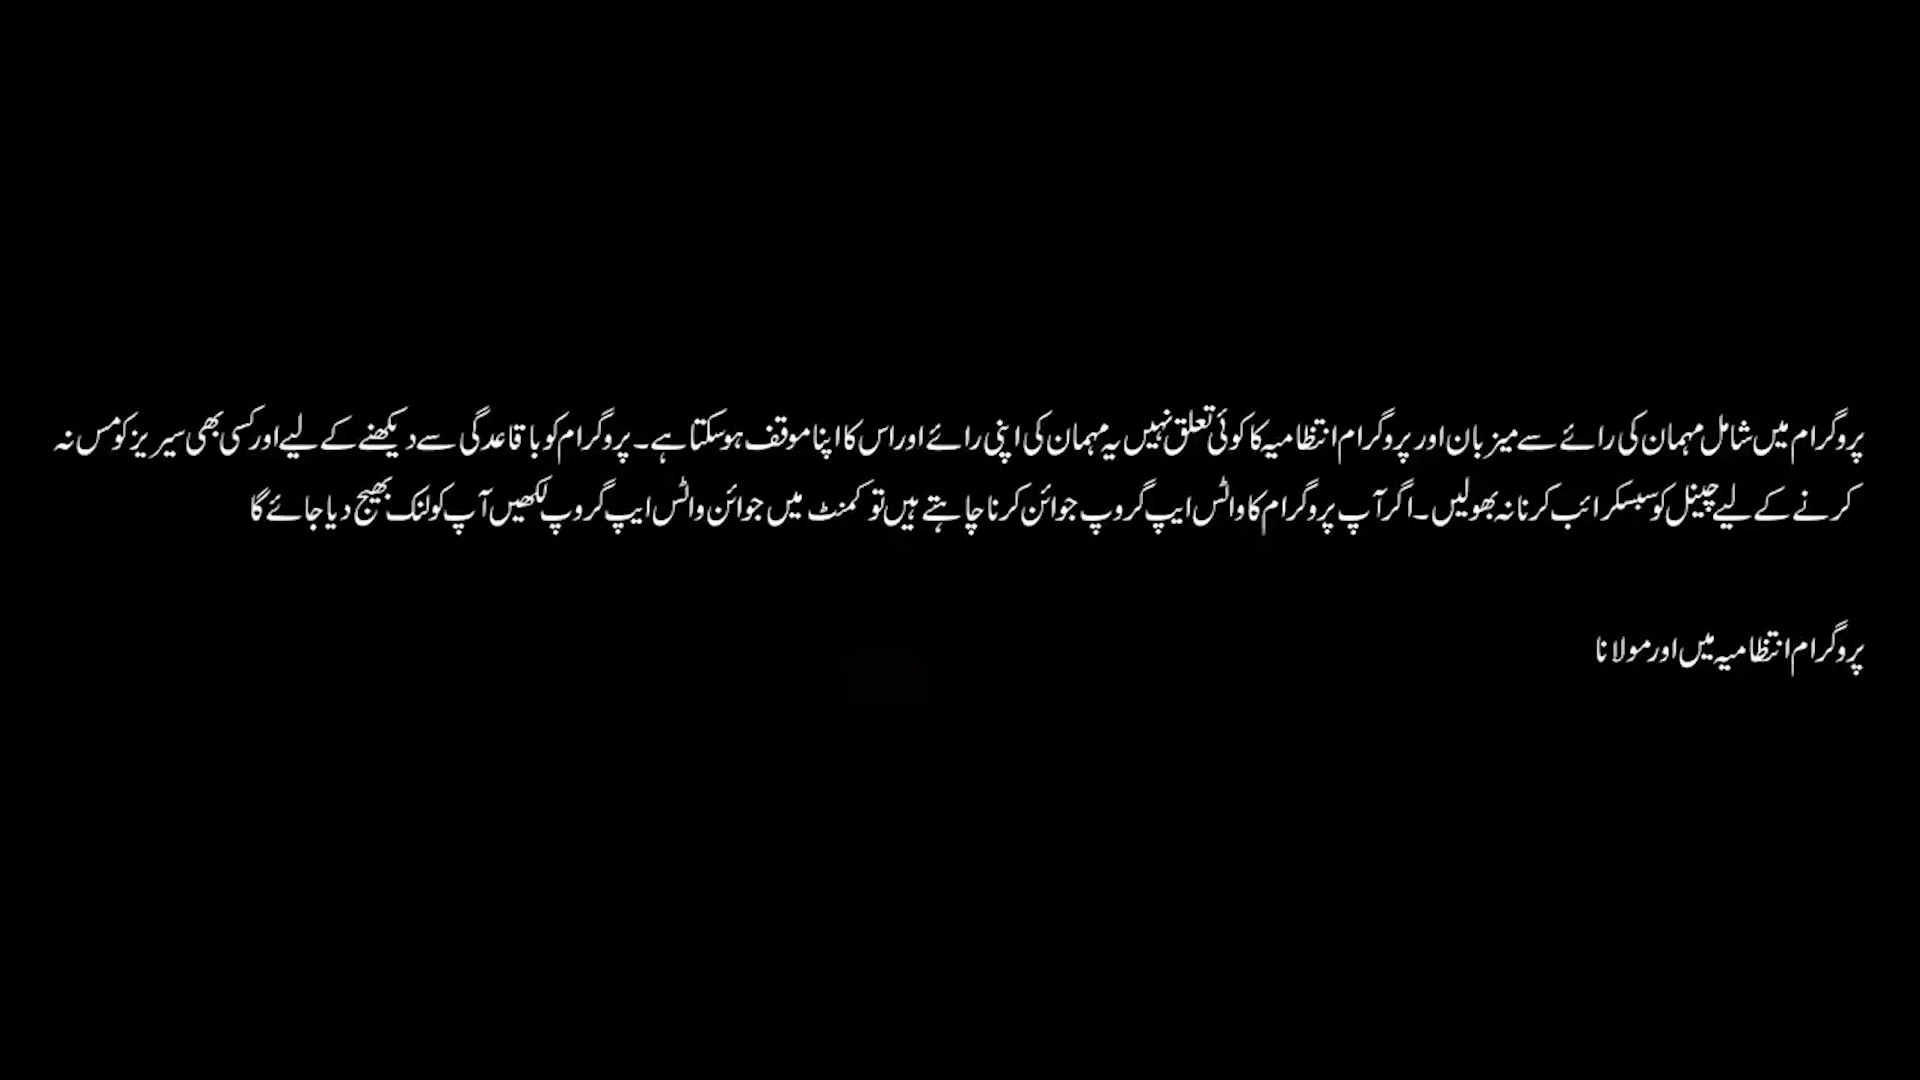 پروگرام میں شامل مہمان کی رائے سے میزبان اور پروگرام انتظامیہ کا کوئی تعلق نہیں یہ مہمان کی اپنی رائے اور اس کا اپنا موقف ہو سکتا ہے۔ پروگرام کو باقاعدگی سے دیکھنے کے لیے اور کسی بھی سیریز کو مس نہ
کرنے کے لیے چینل کو سبسکرائب کرنا نہ بھولیں۔ اگر آپ پروگرام کا واٹس ایپ گروپ جوائن کرنا چاہتے ہیں تو کمنٹ میں جوائن واٹس ایپ گروپ لکھیں آپ کو لنک بھیج دیا جائے گا
پروگرام انتظامیہ میں اور مولانا